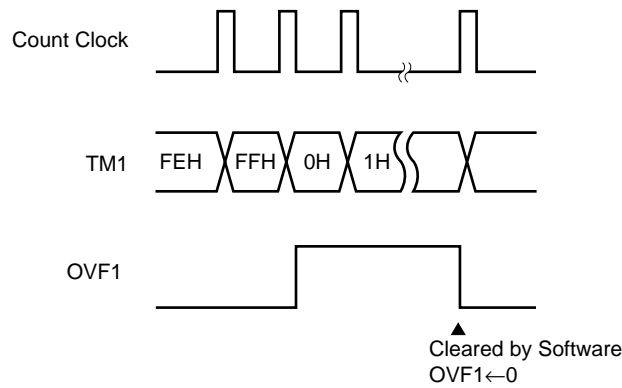 Count Clock
TM1
FEH
FFH
0H
1H
OVF1
Cleared by Software
OVF1←0